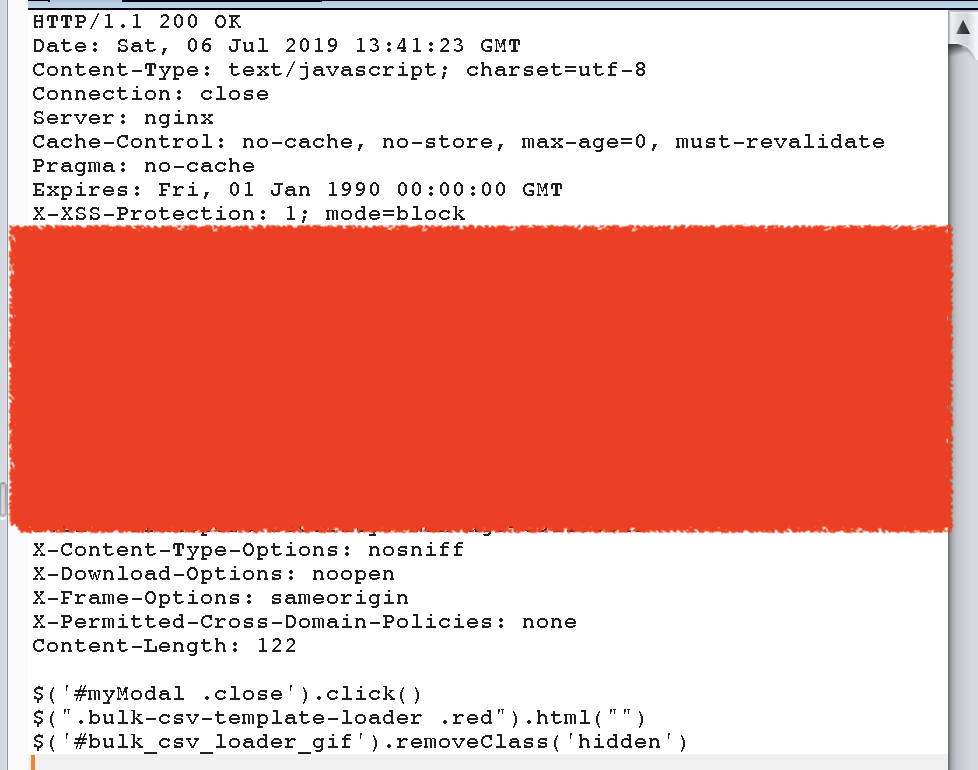 HTTP/1.1 200 OK
Date: Sat, 06 Jul 2019 13:41:23 GMT
Content-Type: text/javascript; charset=utf-8
Connection: close
Server: nginx
Cache-Control: no-cache, no-store, max-age=0, must-revalidate
Pragma: no-cache
Expires: Fri, 01 Jan 1990 00:00:00 GMT
X-XSS-Protection: 1; mode=block
X-Content-Type-Options: nosniff
X-Download-Options: noopen
X-Frame-Options: sameorigin
X-Permitted-Cross-Domain-Policies: none
Content-Length: 122
$('#myModal .close').click()
$(".bulk-csv-template-loader .red").html("")
$('#bulk_csv_loader_gif').removeClass('hidden')